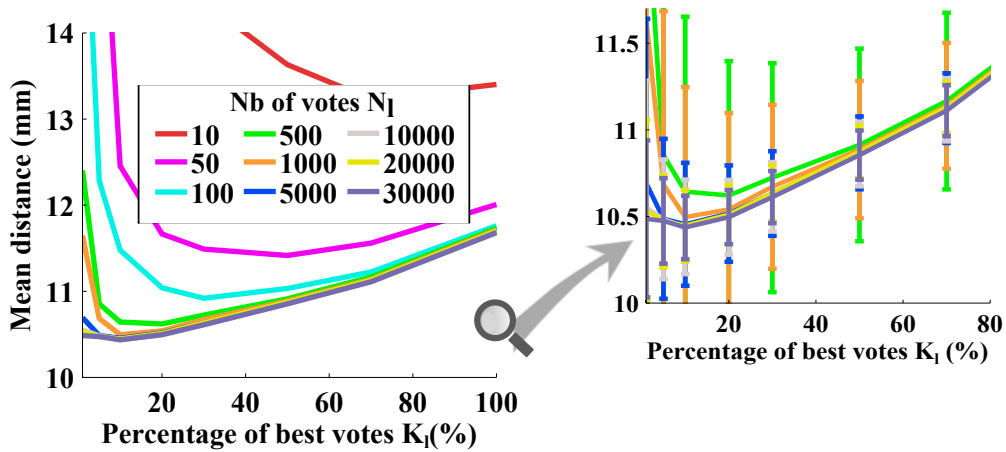 14
13
12
11
10
Mean distance (mm)
Nb of votes Nl
10 500 10000
50 1000 20000
100 5000 30000
20 40 60 80 100
Percentage of best votes Kl(%)
11.5
11
10.5
10
20 40 60 80
Percentage of best votes Kl (%)